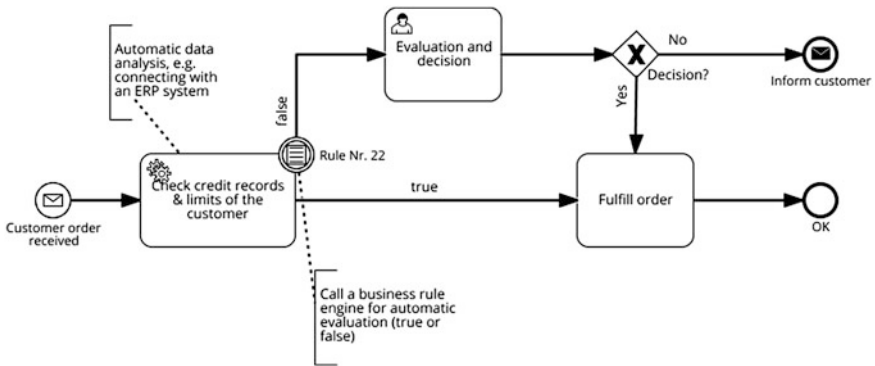 Automatic data
analysis, e.g.
connecting with
an ERP system
Evaluation and
decision
No
Decision?
Inform customer
false
Yes
Rule Nr. 22
Check credit records
& limits of the
customer
true
Fulfill order
Customer order
received
OK
Call a business rule
engine for automatic
evaluation (true or
false)